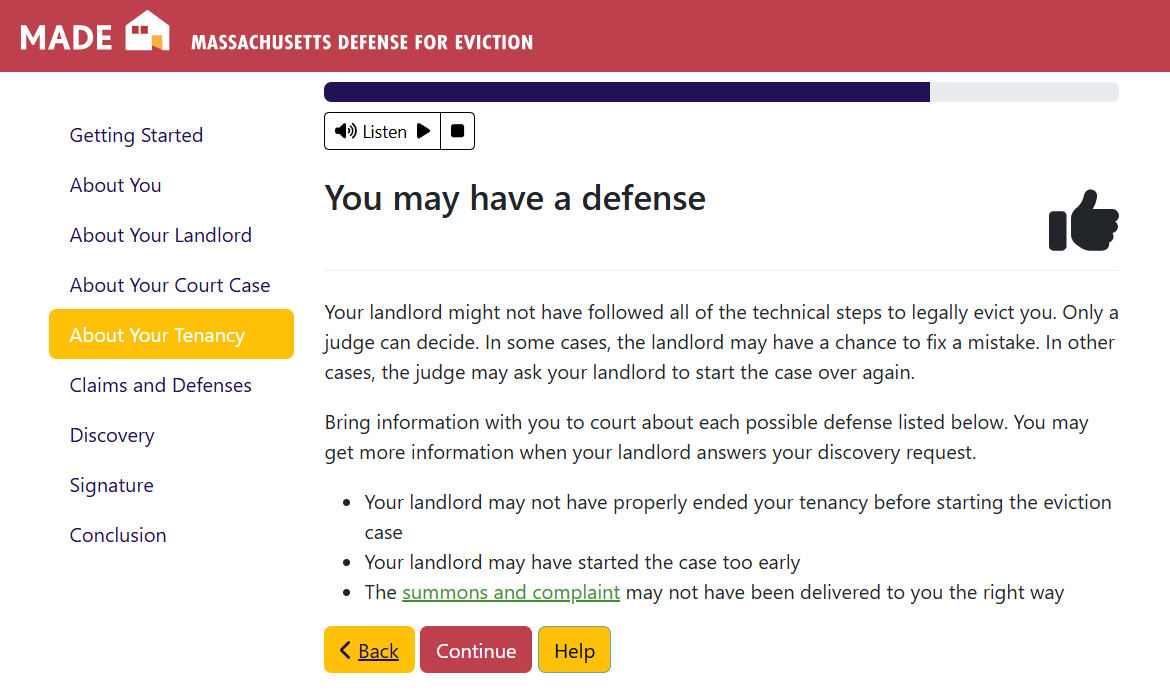 MADE MASSACHUSETTS DEFENSE FOR EVICTION
Getting Started
About You
About Your Landlord
About Your Court Case
About Your Tenancy
Claims and Defenses
Discovery
Signature
Conclusion
Listen
You may have a defense
Your landlord might not have followed all of the technical steps to legally evict you. Only a
judge can decide. In some cases, the landlord may have a chance to fix a mistake. In other
cases, the judge may ask your landlord to start the case over again.
Bring information with you to court about each possible defense listed below. You may
get more information when your landlord answers your discovery request.
• Your landlord may not have properly ended your tenancy before starting the eviction
case
• Your landlord may have started the case too early
• The summons and complaint may not have been delivered to you the right way
Back Continue Help